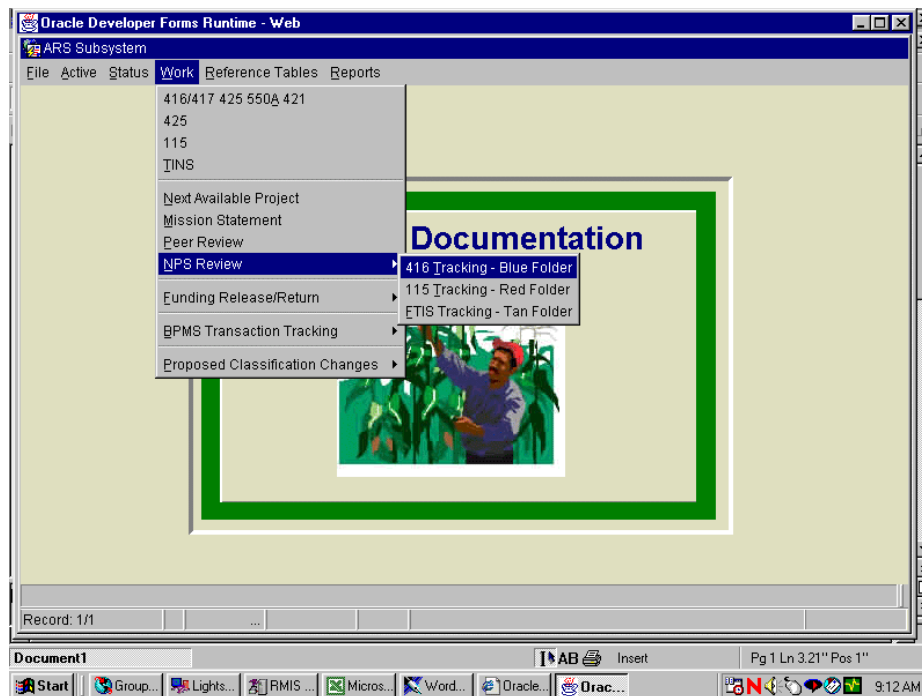 Oracle Developer Forms Runtime - Web
ARS Subsystem
File Active Status Work Reference Tables Reports
416/417 425 550A 421
425
115
TINS
Next Available Project
Mission Statement
Peer Review
NPS Review
Funding Release/Return
BPMS Transaction Tracking
Proposed Classification Changes
Documentation
416 Tracking - Blue Folder
115 Tracking - Red Folder
FTIS Tracking - Tan Folder
Record: 1/1 ...
Document1 AB Insert Pg 1 Ln 3.21" Pos 1"
Start Group... Lights... RMIS ... Micros... Word... Oracle... Orac... N 9:12 AM